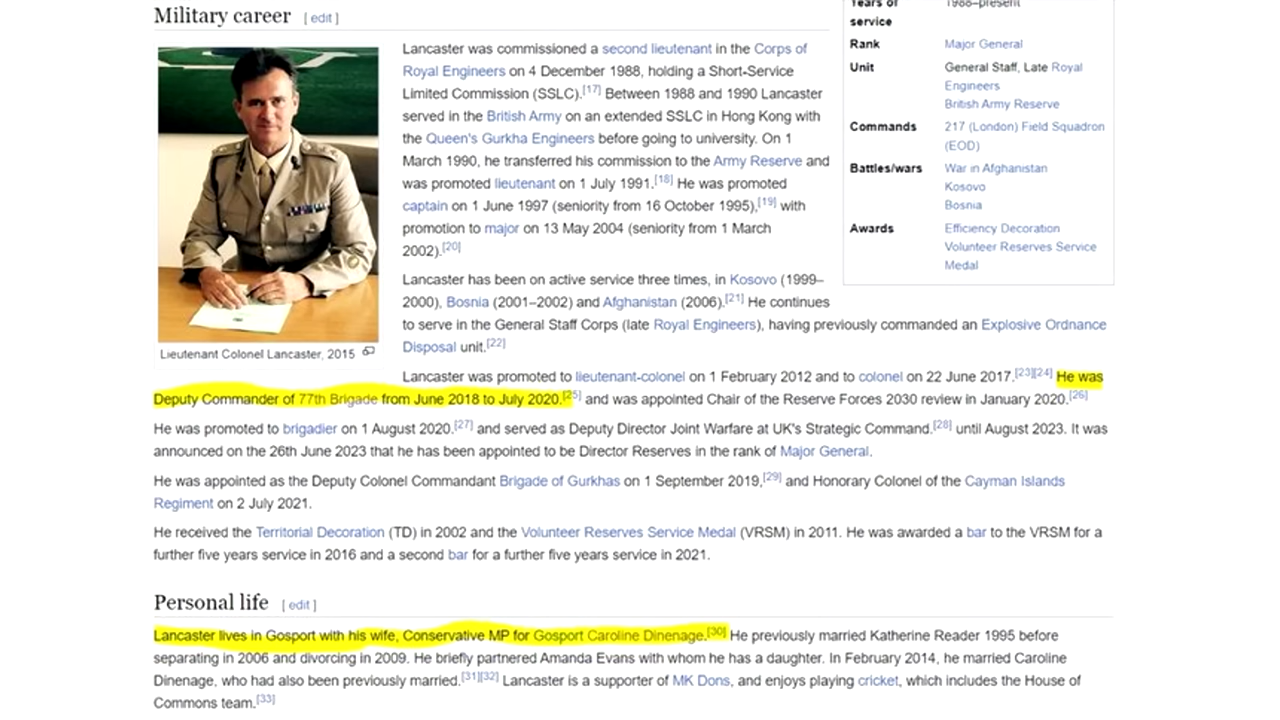 Military career [ edit ]
Lancaster was commissioned a second lieutenant in the Corps of
Royal Engineers on 4 December 1988, holding a Short-Service
Limited Commission (SSLC).[17] Between 1988 and 1990 Lancaster
served in the British Army on an extended SSLC in Hong Kong with
the Queen's Gurkha Engineers before going to university. On 1
March 1990, he transferred his commission to the Army Reserve and
was promoted lieutenant on 1 July 1991.[18] He was promoted
captain on 1 June 1997 (seniority from 16 October 1995),[19] with
promotion to major on 13 May 2004 (seniority from 1 March
2002).[20]
Lancaster has been on active service three times, in Kosovo (1999–
2000), Bosnia (2001–2002) and Afghanistan (2006).[21] He continues
to serve in the General Staff Corps (late Royal Engineers), having previously commanded an Explosive Ordnance
Disposal unit.[22]
Lieutenant Colonel Lancaster, 2015
Years of
service 1988–present
Rank Major General
Unit General Staff, Late Royal
Engineers
British Army Reserve
Commands 217 (London) Field Squadron
(EOD)
Battles/wars War in Afghanistan
Kosovo
Bosnia
Awards Efficiency Decoration
Volunteer Reserves Service
Medal
Lancaster was promoted to lieutenant-colonel on 1 February 2012 and to colonel on 22 June 2017.[23][24] He was
Deputy Commander of 77th Brigade from June 2018 to July 2020.[25] and was appointed Chair of the Reserve Forces 2030 review in January 2020.[26]
He was promoted to brigadier on 1 August 2020.[27] and served as Deputy Director Joint Warfare at UK's Strategic Command.[28] until August 2023. It was
announced on the 26th June 2023 that he has been appointed to be Director Reserves in the rank of Major General.
He was appointed as the Deputy Colonel Commandant Brigade of Gurkhas on 1 September 2019,[29] and Honorary Colonel of the Cayman Islands
Regiment on 2 July 2021.
He received the Territorial Decoration (TD) in 2002 and the Volunteer Reserves Service Medal (VRSM) in 2011. He was awarded a bar to the VRSM for a
further five years service in 2016 and a second bar for a further five years service in 2021.
Personal life [ edit ]
Lancaster lives in Gosport with his wife, Conservative MP for Gosport Caroline Dinenage.[30] He previously married Katherine Reader 1995 before
separating in 2006 and divorcing in 2009. He briefly partnered Amanda Evans with whom he has a daughter. In February 2014, he married Caroline
Dinenage, who had also been previously married.[31][32] Lancaster is a supporter of MK Dons, and enjoys playing cricket, which includes the House of
Commons team.[33]